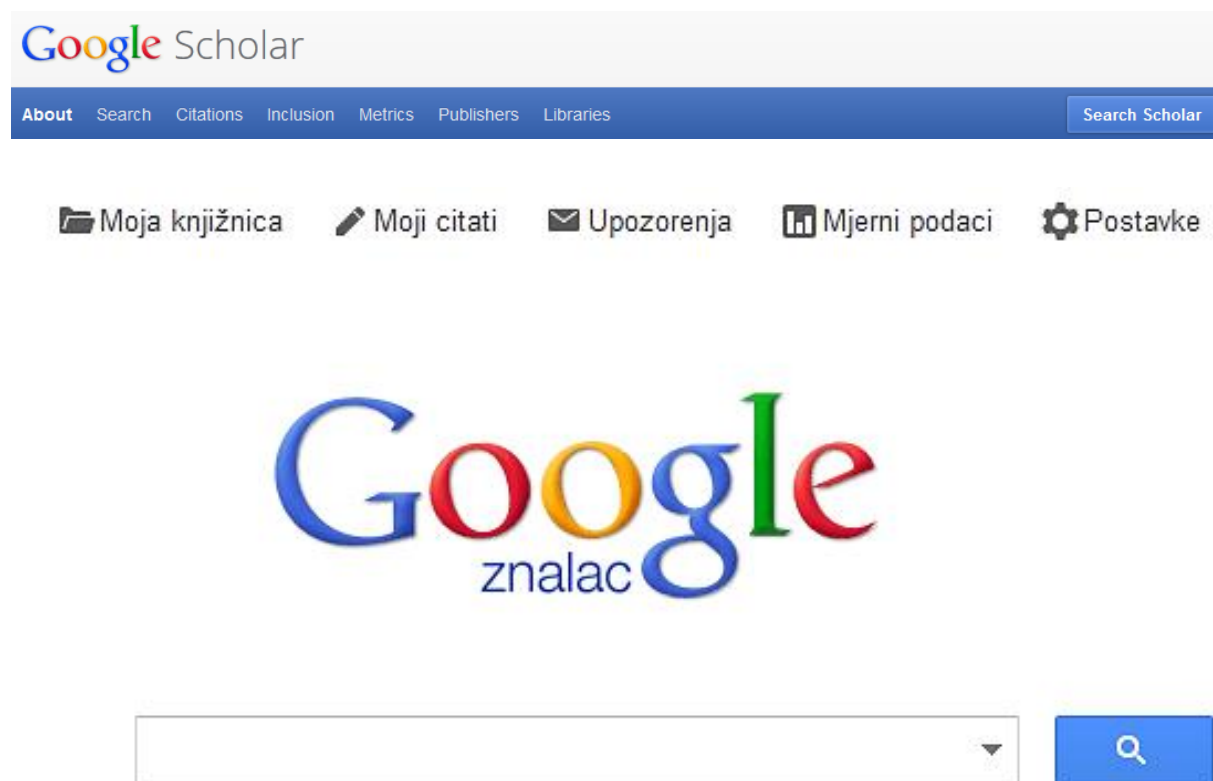 Google Scholar
About Search Citations Inclusion Metrics Publishers Libraries Search Scholar
Moja knjižnica Moji citati Upozorenja Mjerni podaci Postavke
Google
znalac